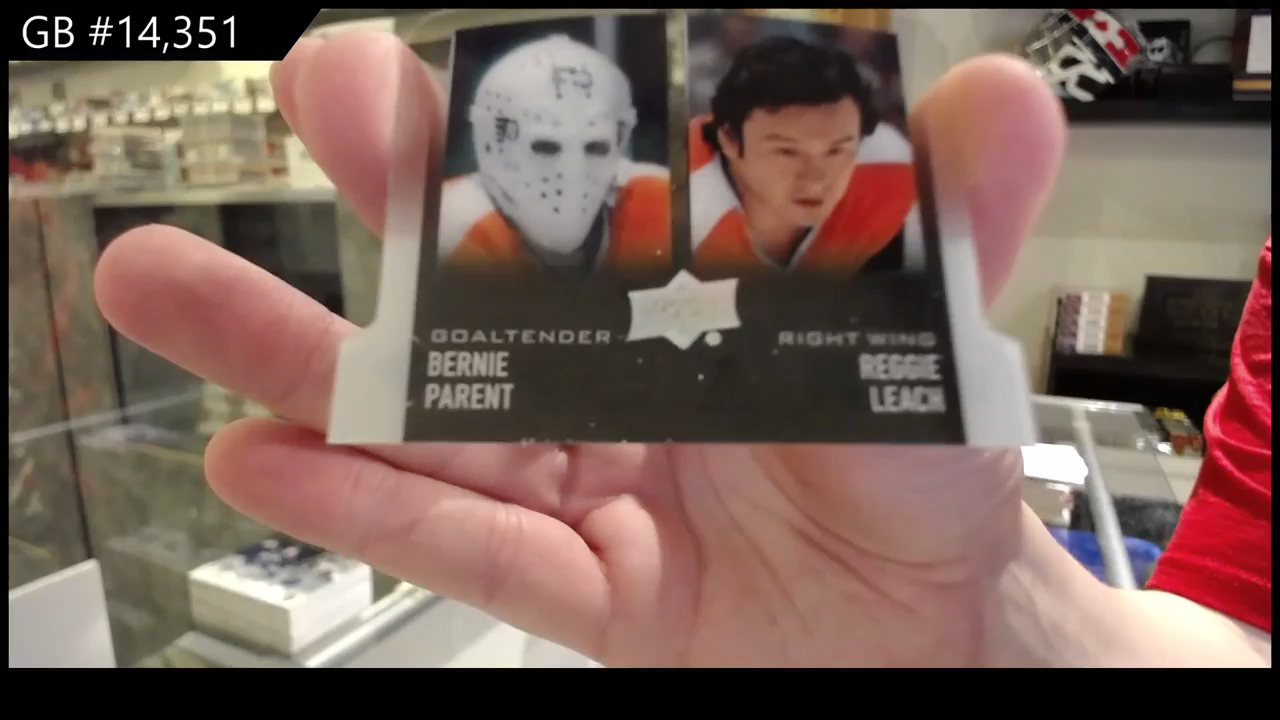 GB #14,351
GOALTENDER
BERNIE
PARENT
RIGHT WING
REGGIE
LEACH